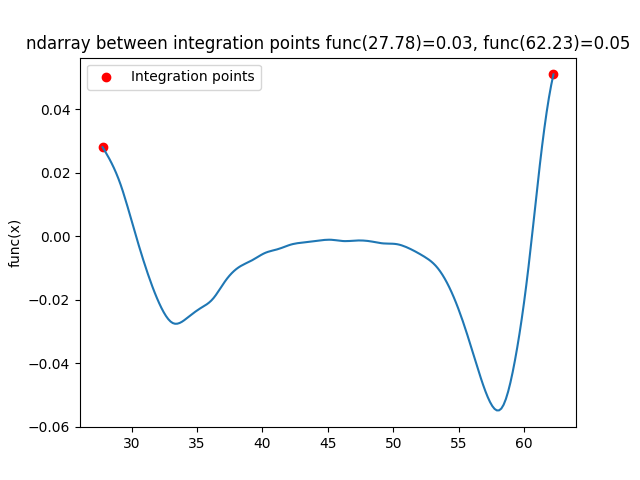 ndarray between integration points func(27.78)=0.03, func(62.23)=0.05
Integration points
func(x)
0.04
0.02
0.00
−0.02
−0.04
−0.06
30 35 40 45 50 55 60